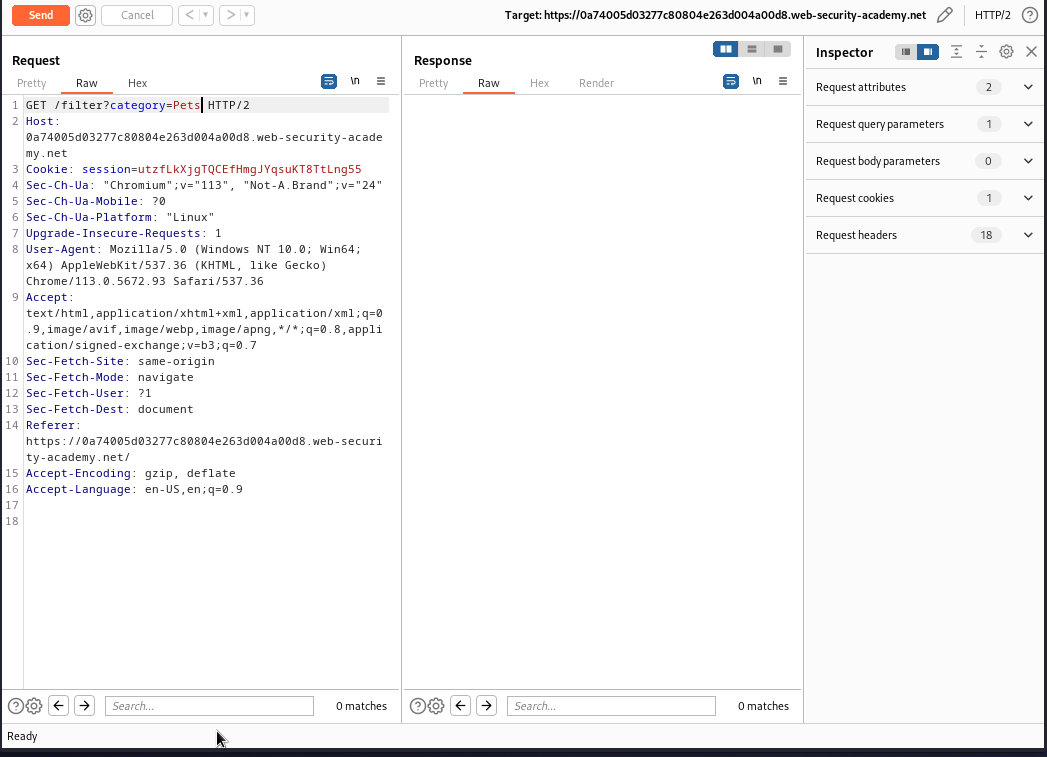 Send
Cancel
Target: https://0a74005d03277c80804e263d004a00d8.web-security-academy.net
HTTP/2
Request
Pretty
Raw
Hex
\n
1 GET /filter?category=Pets HTTP/2
2 Host:
0a74005d03277c80804e263d004a00d8.web-security-acade
my.net
3 Cookie: session=utzfLkXjgTQCEfHmgJYqsuKT8TtLng55
4 Sec-Ch-Ua: "Chromium";v="113", "Not-A.Brand";v="24"
5 Sec-Ch-Ua-Mobile: ?0
6 Sec-Ch-Ua-Platform: "Linux"
7 Upgrade-Insecure-Requests: 1
8 User-Agent: Mozilla/5.0 (Windows NT 10.0; Win64;
x64) AppleWebKit/537.36 (KHTML, like Gecko)
Chrome/113.0.5672.93 Safari/537.36
9 Accept:
text/html,application/xhtml+xml,application/xml;q=0
.9,image/avif,image/webp,image/apng,*/*;q=0.8,appli
cation/signed-exchange;v=b3;q=0.7
10 Sec-Fetch-Site: same-origin
11 Sec-Fetch-Mode: navigate
12 Sec-Fetch-User: ?1
13 Sec-Fetch-Dest: document
14 Referer:
https://0a74005d03277c80804e263d004a00d8.web-securi
ty-academy.net/
15 Accept-Encoding: gzip, deflate
16 Accept-Language: en-US,en;q=0.9
17
18
Search...
0 matches
Response
Pretty
Raw
Hex
Render
\n
Search...
0 matches
Inspector
Request attributes 2
Request query parameters 1
Request body parameters 0
Request cookies 1
Request headers 18
Ready